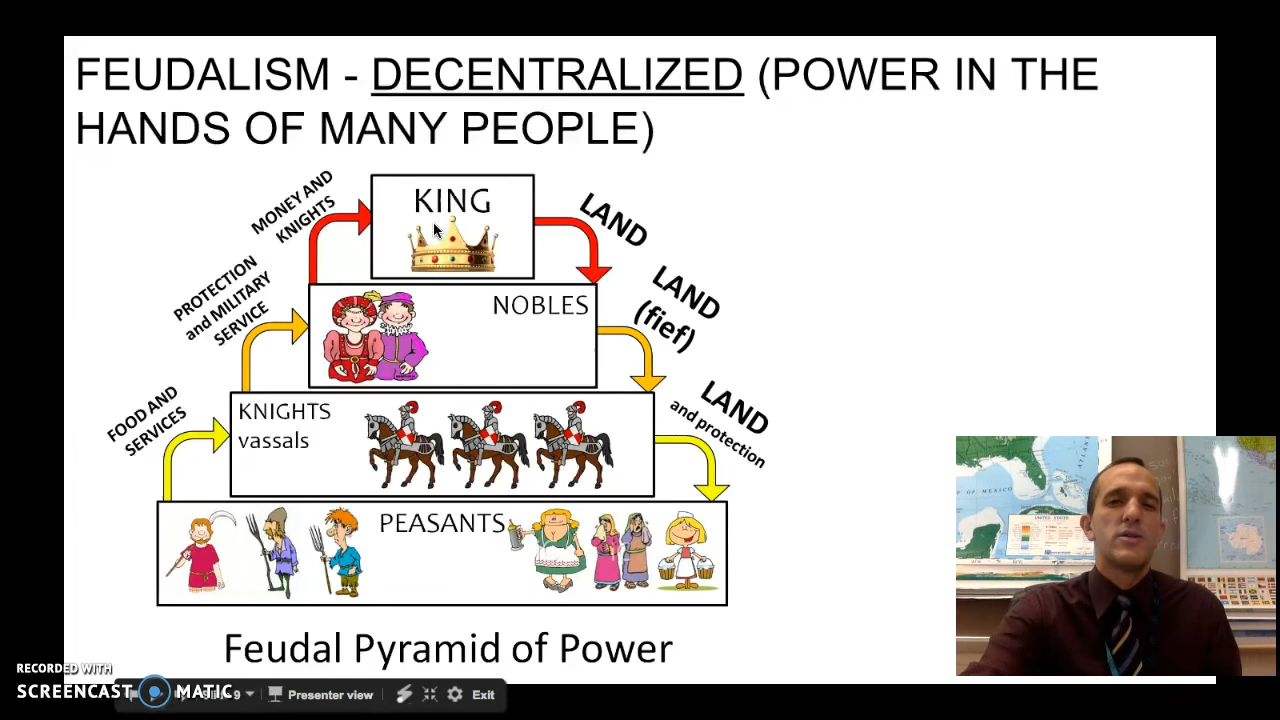 FEUDALISM - DECENTRALIZED (POWER IN THE
HANDS OF MANY PEOPLE)
MONEY AND
KNIGHTS
KING
LAND
PROTECTION
and MILITARY
SERVICE
NOBLES
LAND
(fief)
FOOD AND
SERVICES
KNIGHTS
vassals
LAND
and protection
PEASANTS
Feudal Pyramid of Power
UNITED STATES
RECORDED WITH
SCREENCAST MATIC
Presenter view
Exit